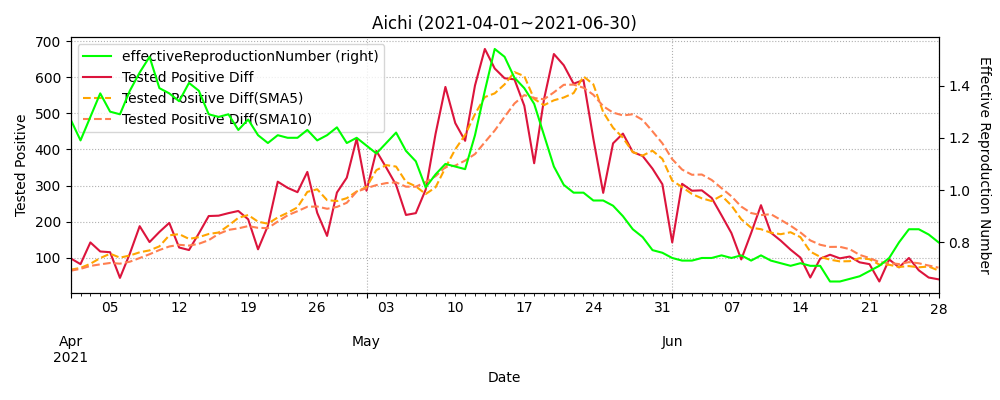 Aichi (2021-04-01~2021-06-30)
effectiveReproductionNumber (right)
Tested Positive Diff
Tested Positive Diff(SMA5)
Tested Positive Diff(SMA10)
Tested Positive
700
600
500
400
300
200
100
Effective Reproduction Number
1.4
1.2
1.0
0.8
05 12 19 26 03 10 17 24 31 07 14 21 28
Apr May Jun
2021
Date